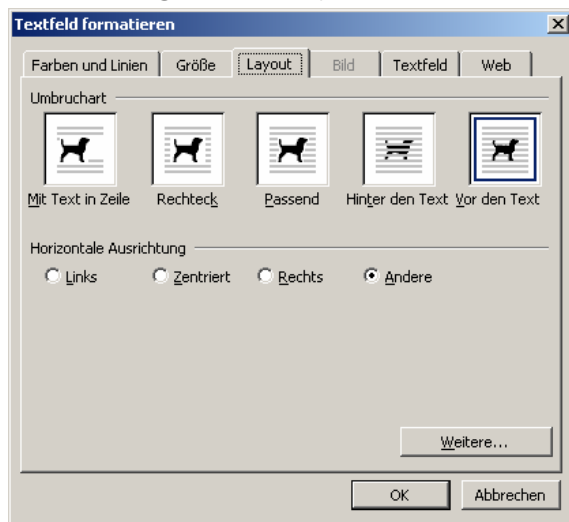 Textfeld formatieren
Farben und Linien Größe Layout Bild Textfeld Web
Umbruchart
Mit Text in Zeile Rechteck Passend Hinter den Text Vor den Text
Horizontale Ausrichtung
Links Zentriert Rechts Andere
Weitere...
OK Abbrechen